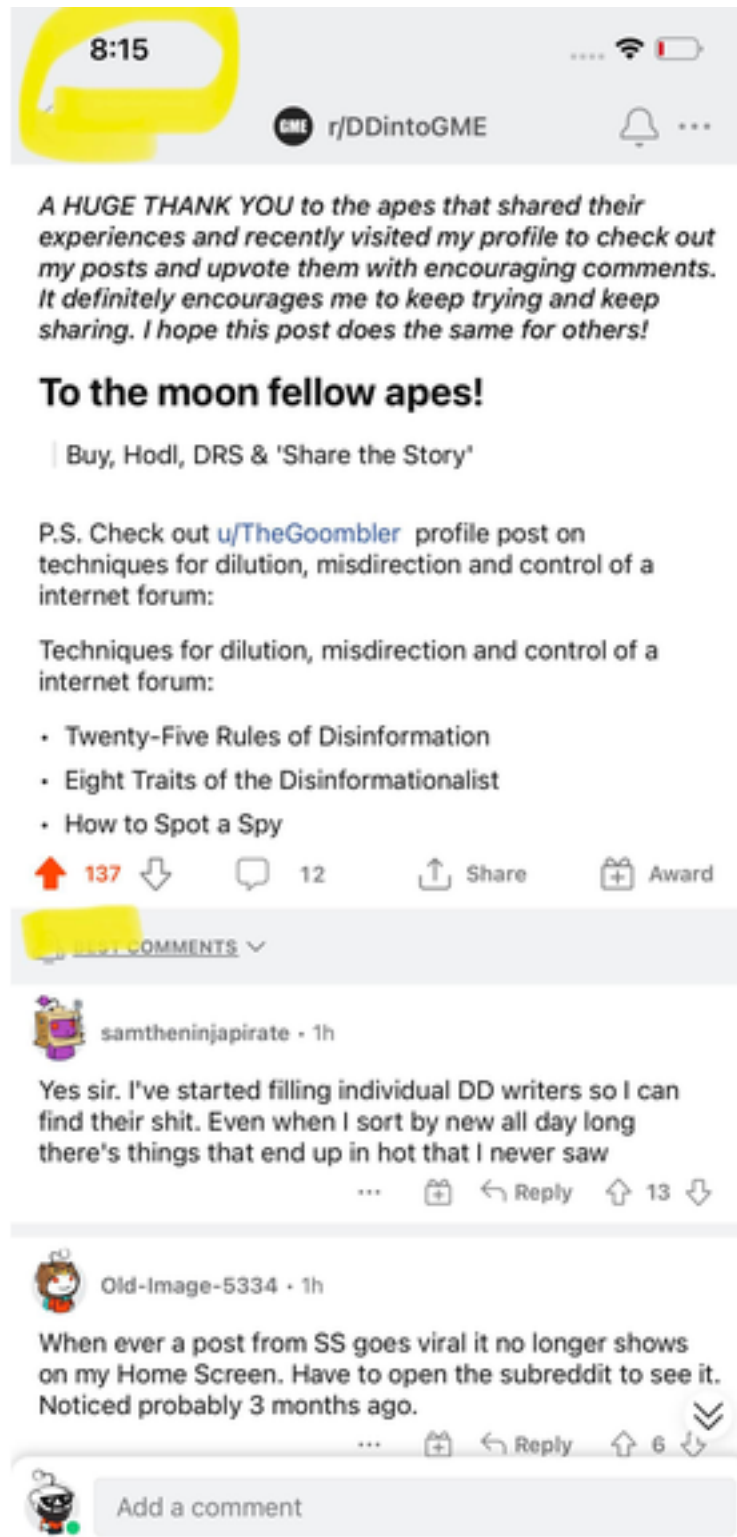 8:15
GME r/DDintoGME
A HUGE THANK YOU to the apes that shared their
experiences and recently visited my profile to check out
my posts and upvote them with encouraging comments.
It definitely encourages me to keep trying and keep
sharing. I hope this post does the same for others!
To the moon fellow apes!
Buy, Hodl, DRS & 'Share the Story'
P.S. Check out u/TheGoombler profile post on
techniques for dilution, misdirection and control of a
internet forum:
Techniques for dilution, misdirection and control of a
internet forum:
• Twenty-Five Rules of Disinformation
• Eight Traits of the Disinformationalist
• How to Spot a Spy
137 12 Share Award
BEST COMMENTS
samtheninjapirate • 1h
Yes sir. I've started filling individual DD writers so I can
find their shit. Even when I sort by new all day long
there's things that end up in hot that I never saw
Reply 13
Old-Image-5334 • 1h
When ever a post from SS goes viral it no longer shows
on my Home Screen. Have to open the subreddit to see it.
Noticed probably 3 months ago.
Reply 6
Add a comment